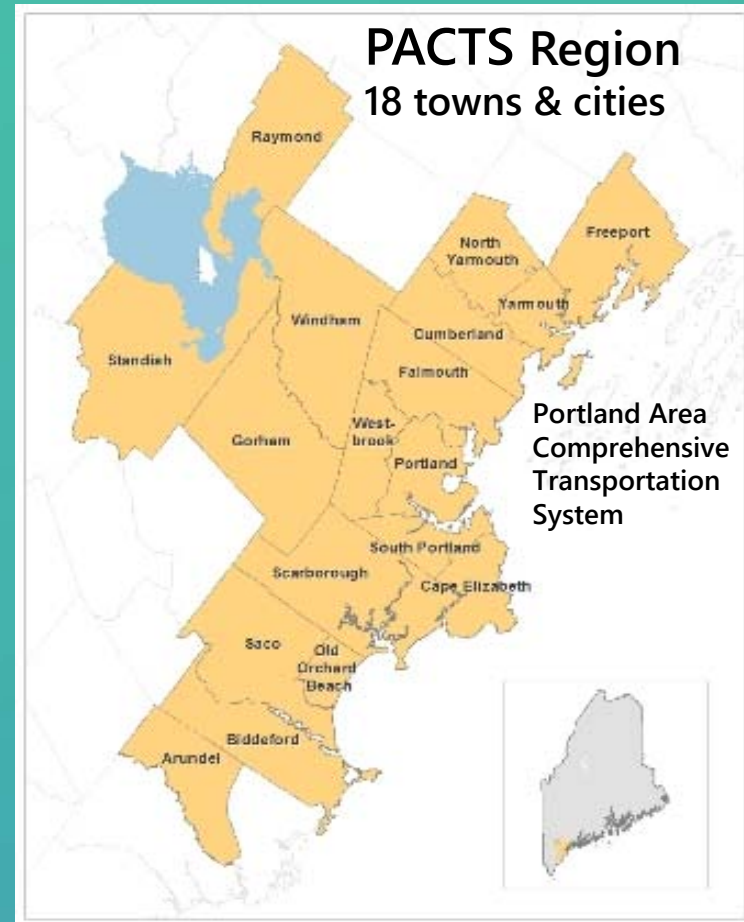 PACTS Region
18 towns & cities
Raymond
Freeport
North
Yarmouth
Yarmouth
Windham
Cumberland
Standish
Falmouth
Portland Area
Comprehensive
Transportation
System
West-
brook
Gorham
Portland
South Portland
Scarborough
Cape Elizabeth
Saco
Old
Orchard
Beach
Biddeford
Arundel